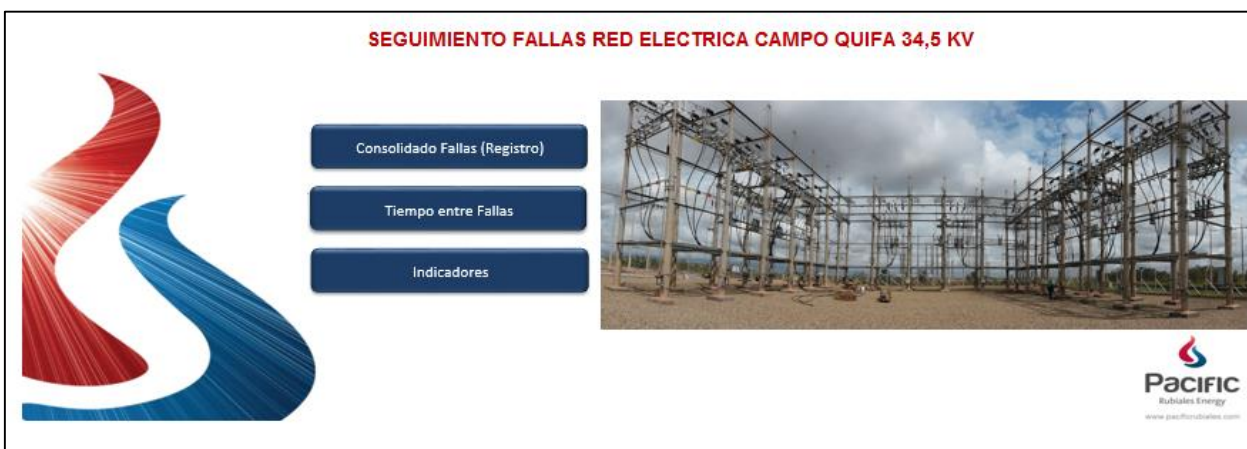 SEGUIMIENTO FALLAS RED ELECTRICA CAMPO QUIFA 34,5 KV
Consolidado Fallas (Registro)
Tiempo entre Fallas
Indicadores
Pacific
Rubiales Energy
www.pacificrubiales.com